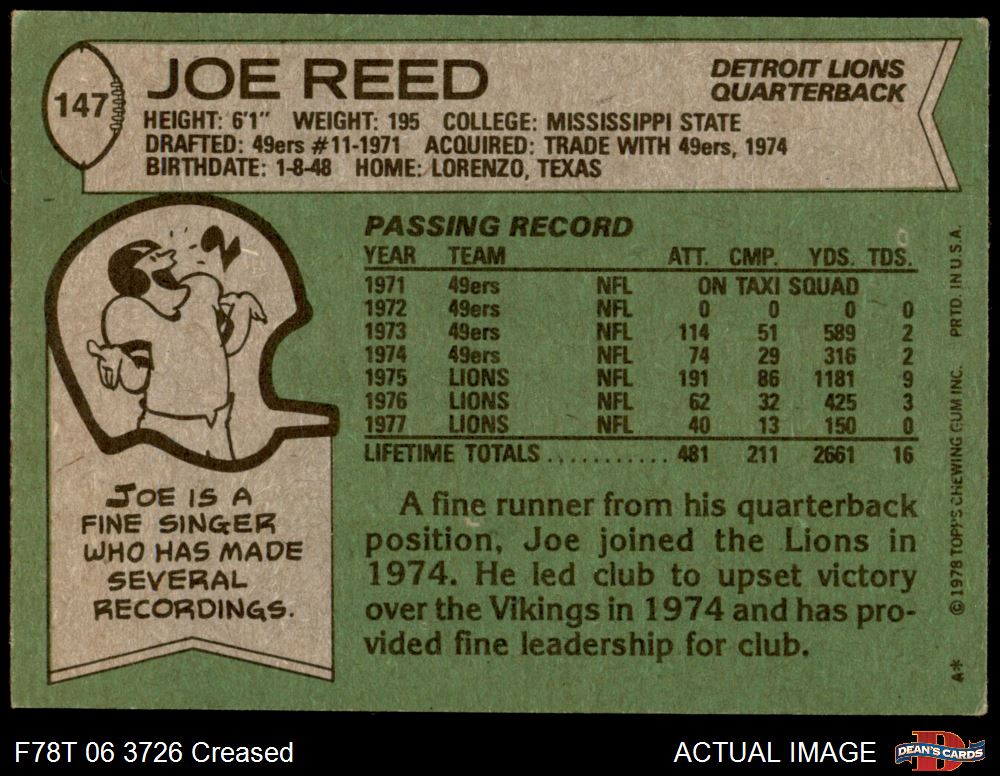 147
JOE REED
DETROIT LIONS
QUARTERBACK
HEIGHT: 6'1" WEIGHT: 195 COLLEGE: MISSISSIPPI STATE
DRAFTED: 49ers #11-1971 ACQUIRED: TRADE WITH 49ers, 1974
BIRTHDATE: 1-8-48 HOME: LORENZO, TEXAS
PASSING RECORD
YEAR TEAM ATT. CMP. YDS. TDS.
1971 49ers NFL ON TAXI SQUAD
1972 49ers NFL 0 0 0 0
1973 49ers NFL 114 51 589 2
1974 49ers NFL 74 29 316 2
1975 LIONS NFL 191 86 1181 9
1976 LIONS NFL 62 32 425 3
1977 LIONS NFL 40 13 150 0
LIFETIME TOTALS ........... 481 211 2661 16
JOE IS A
FINE SINGER
WHO HAS MADE
SEVERAL
RECORDINGS.
A fine runner from his quarterback
position, Joe joined the Lions in
1974. He led club to upset victory
over the Vikings in 1974 and has pro-
vided fine leadership for club.
A* © 1978 TOPPS CHEWING GUM INC. PRTD. IN U.S.A.
F78T 06 3726 Creased
ACTUAL IMAGE
DEAN'S CARDS